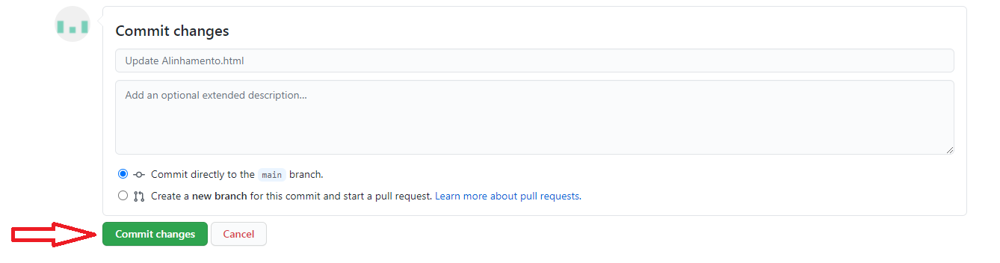 Commit changes
Update Alinhamento.html
Add an optional extended description...
Commit directly to the main branch.
Create a new branch for this commit and start a pull request. Learn more about pull requests.
Commit changes Cancel